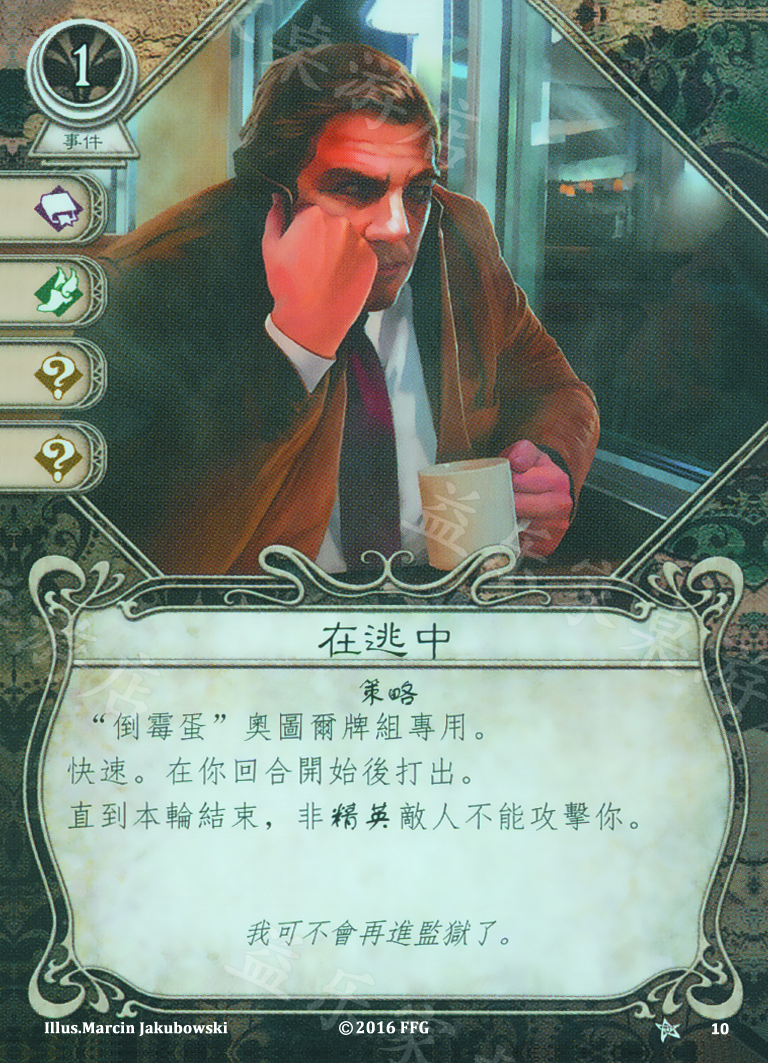 1
事件
在逃中
策略
“倒霉蛋”奧圖爾牌組專用。
快速。在你回合開始後打出。
直到本輪結束，非精英敵人不能攻擊你。
我可不會再進監獄了。
Illus.Marcin Jakubowski
©2016 FFG
10